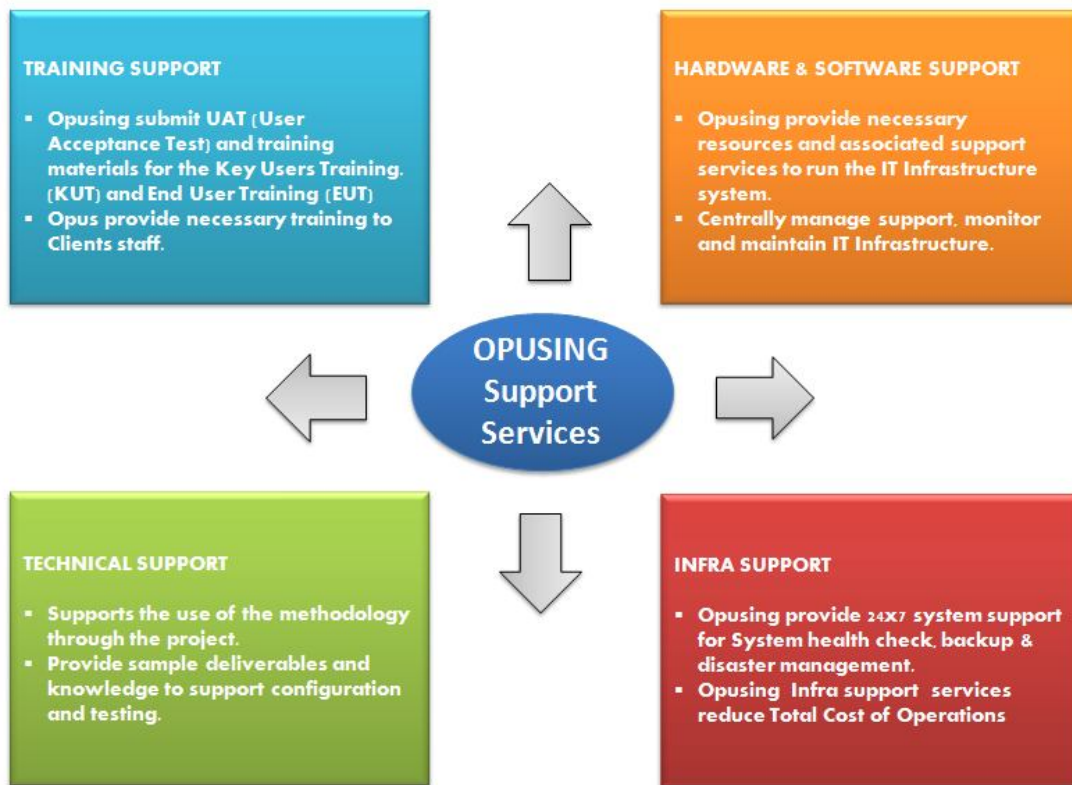 TRAINING SUPPORT
▪ Opusing submit UAT (User
Acceptance Test) and training
materials for the Key Users Training.
(KUT) and End User Training (EUT)
▪ Opus provide necessary training to
Clients staff.
HARDWARE & SOFTWARE SUPPORT
▪ Opusing provide necessary
resources and associated support
services to run the IT Infrastructure
system.
▪ Centrally manage support, monitor
and maintain IT Infrastructure.
OPUSING
Support
Services
TECHNICAL SUPPORT
▪ Supports the use of the methodology
through the project.
▪ Provide sample deliverables and
knowledge to support configuration
and testing.
INFRA SUPPORT
▪ Opusing provide 24x7 system support
for System health check, backup &
disaster management.
▪ Opusing Infra support services
reduce Total Cost of Operations